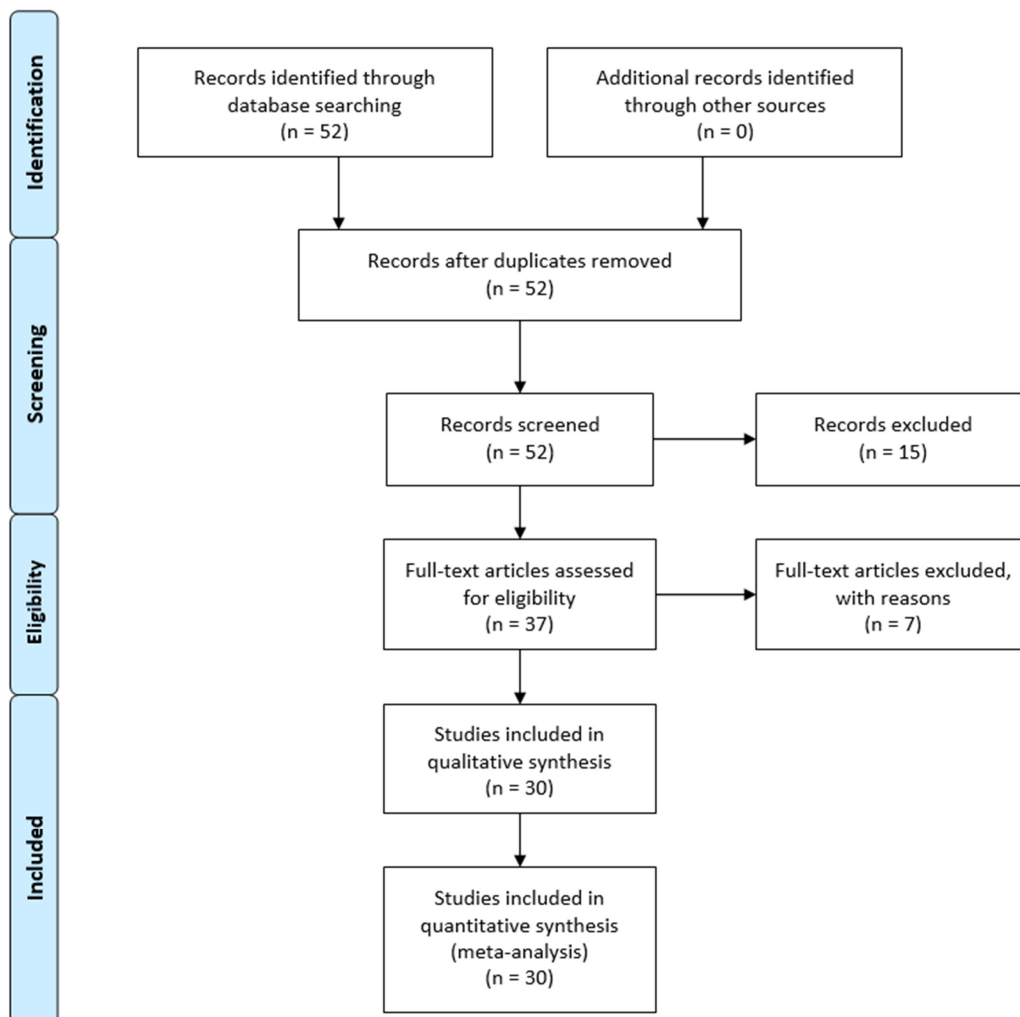 Identification
Records identified through
database searching
(n = 52)
Additional records identified
through other sources
(n = 0)
Records after duplicates removed
(n = 52)
Screening
Records screened
(n = 52)
Records excluded
(n = 15)
Eligibility
Full-text articles assessed
for eligibility
(n = 37)
Full-text articles excluded,
with reasons
(n = 7)
Included
Studies included in
qualitative synthesis
(n = 30)
Studies included in
quantitative synthesis
(meta-analysis)
(n = 30)